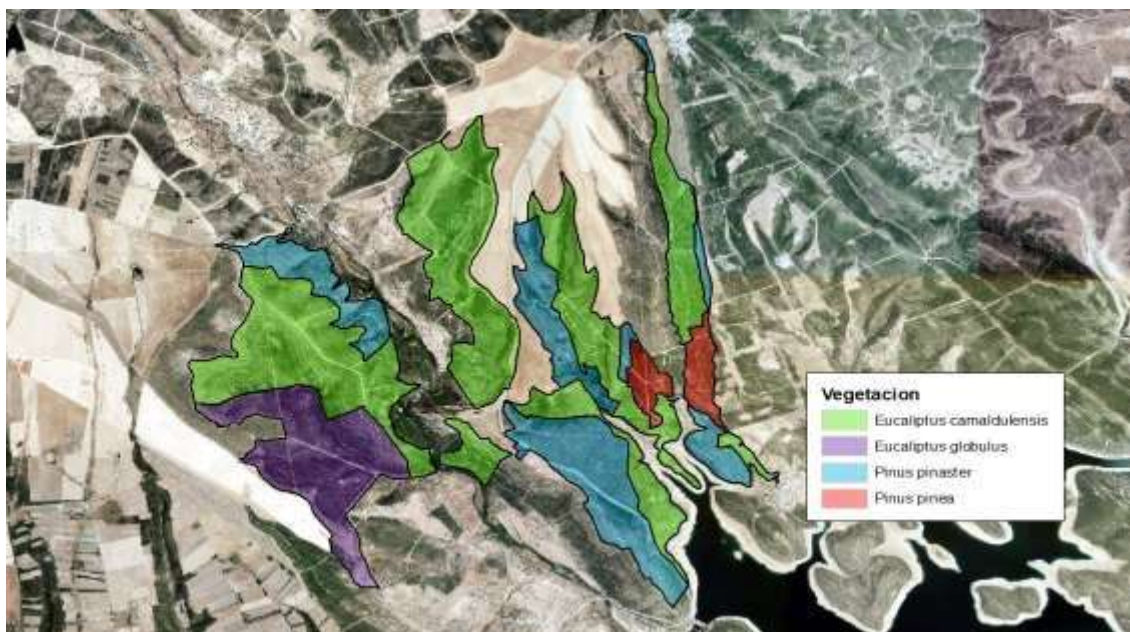 Vegetacion
Eucaliptus camaldulensis
Eucaliptus globulus
Pinus pinaster
Pinus pinea